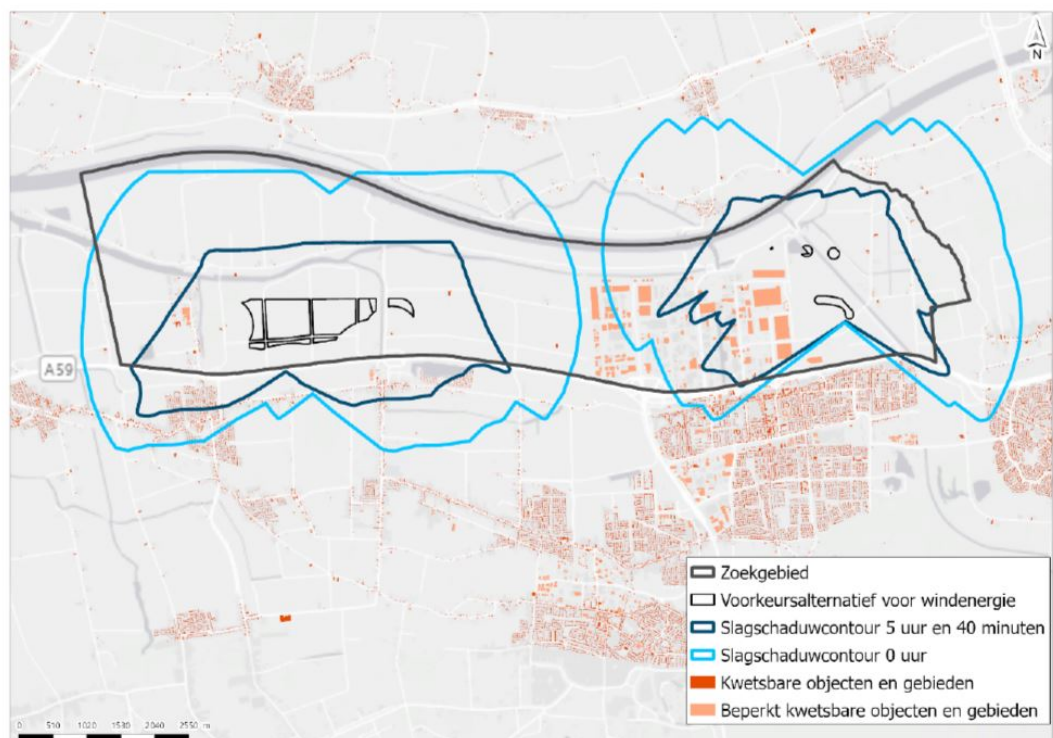 N
A59
Zoekgebied
Voorkeursalternatief voor windenergie
Slagschaduwcontour 5 uur en 40 minuten
Slagschaduwcontour 0 uur
Kwetsbare objecten en gebieden
Beperkt kwetsbare objecten en gebieden
0 510 1020 1530 2040 2550 m